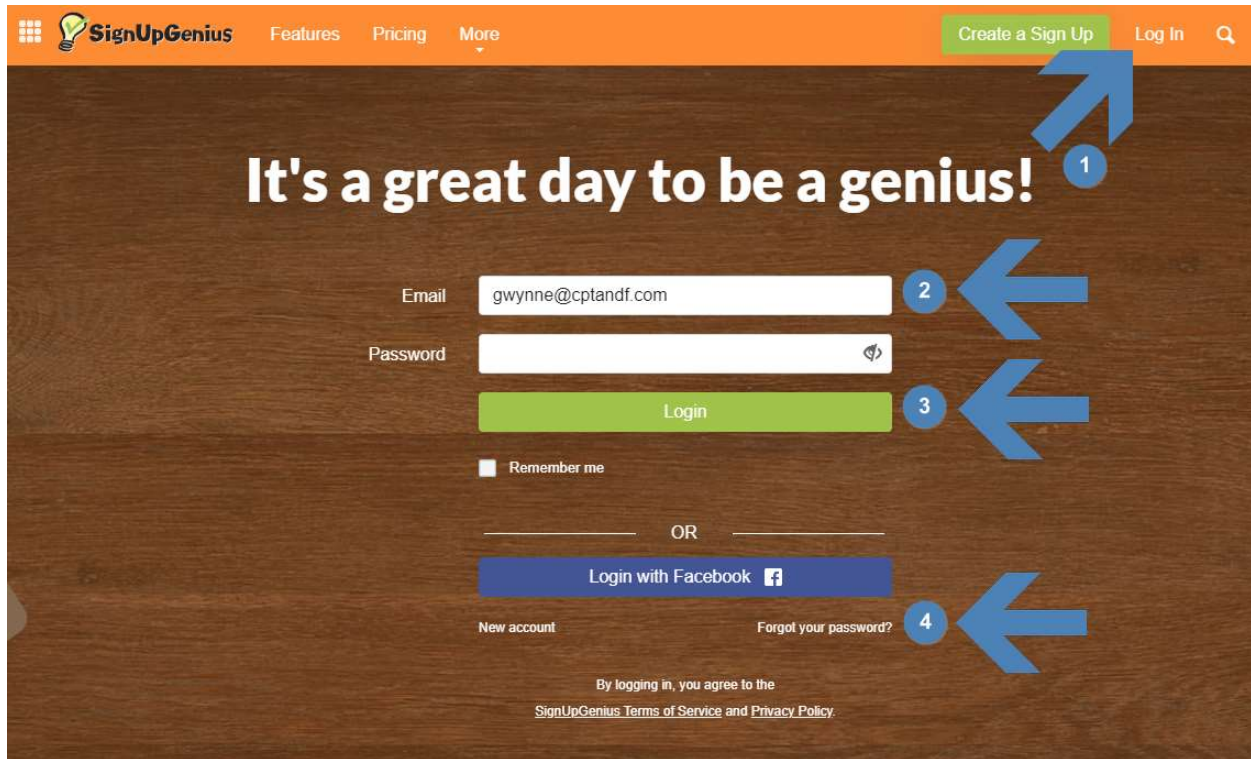 SignUpGenius Features Pricing More Create a Sign Up Log In
1
It's a great day to be a genius!
Email gwynne@cptandf.com 2
Password
Login 3
Remember me
OR
Login with Facebook f
New account Forgot your password? 4
By logging in, you agree to the
SignUpGenius Terms of Service and Privacy Policy.